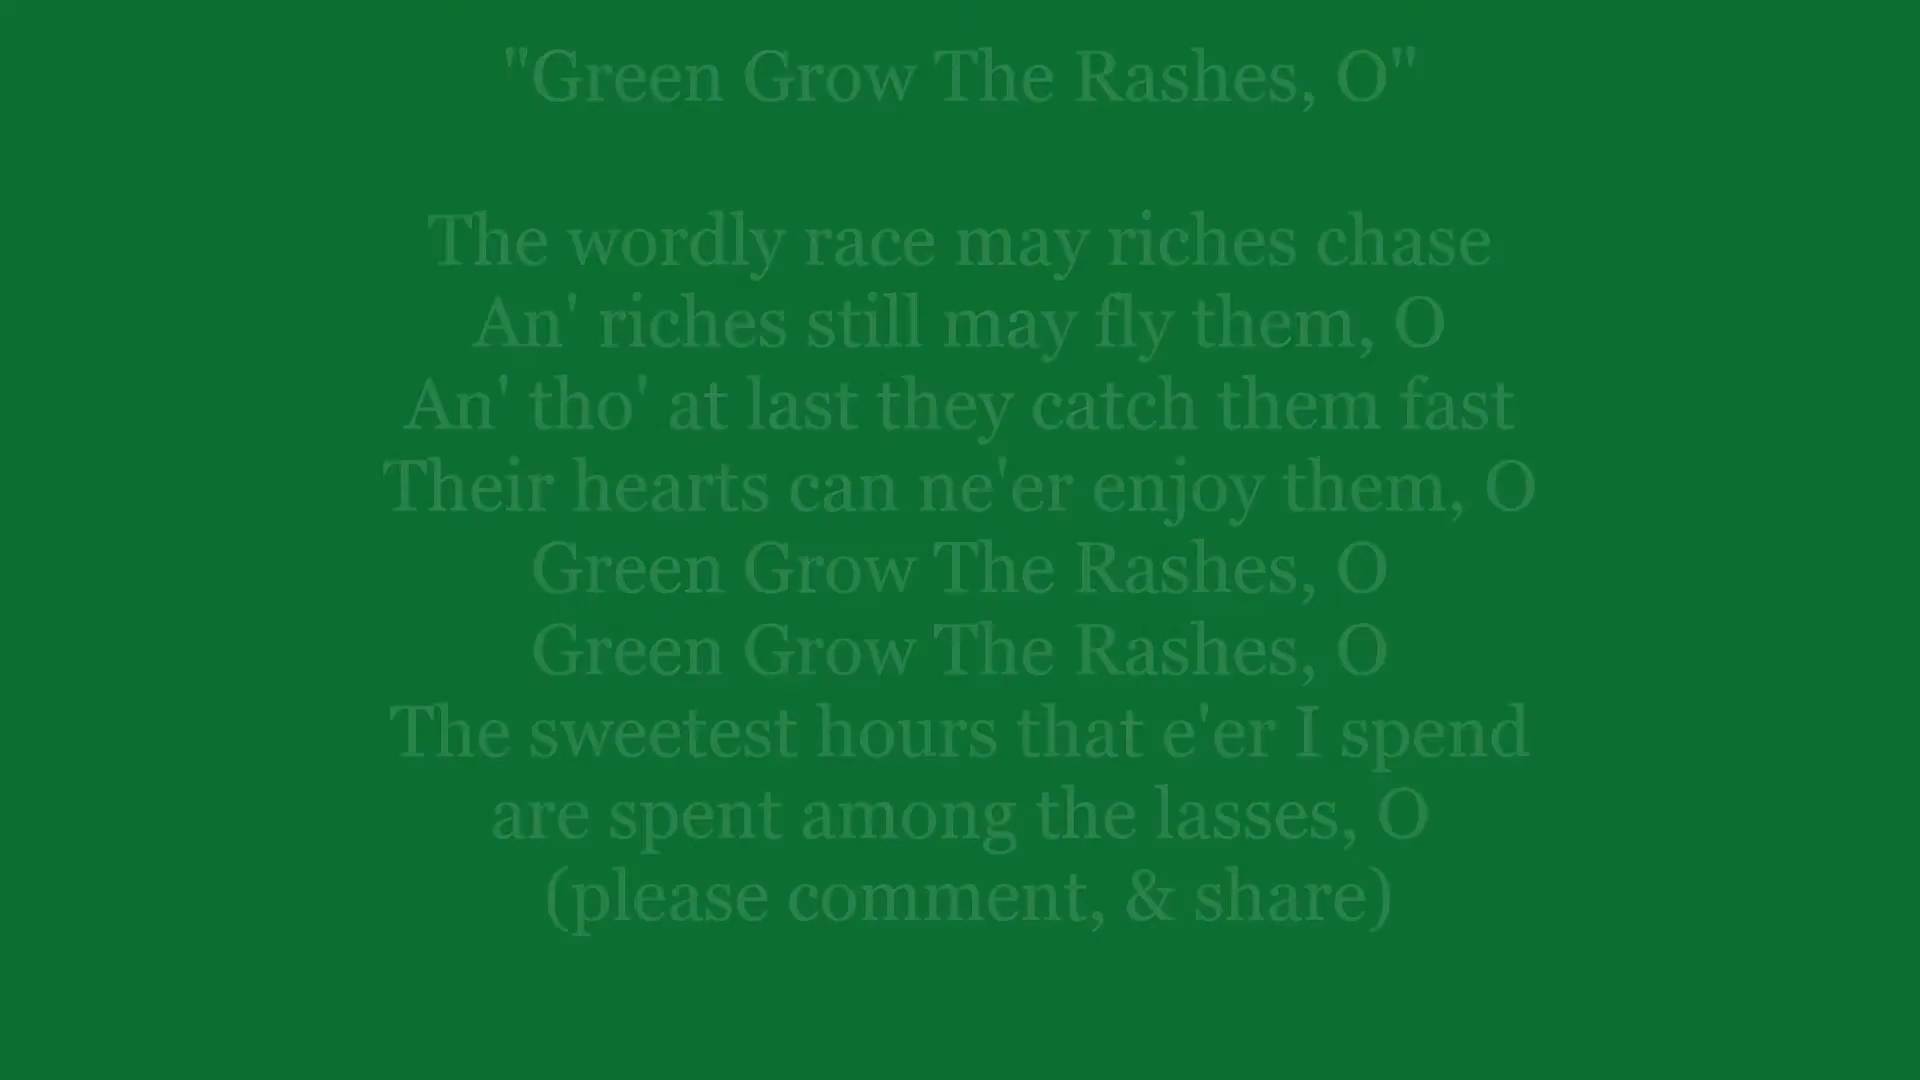 "Green Grow The Rashes, O"
The wordly race may riches chase
An' riches still may fly them, O
An' tho' at last they catch them fast
Their hearts can ne'er enjoy them, O
Green Grow The Rashes, O
Green Grow The Rashes, O
The sweetest hours that e'er I spend
are spent among the lasses, O
(please comment, & share)